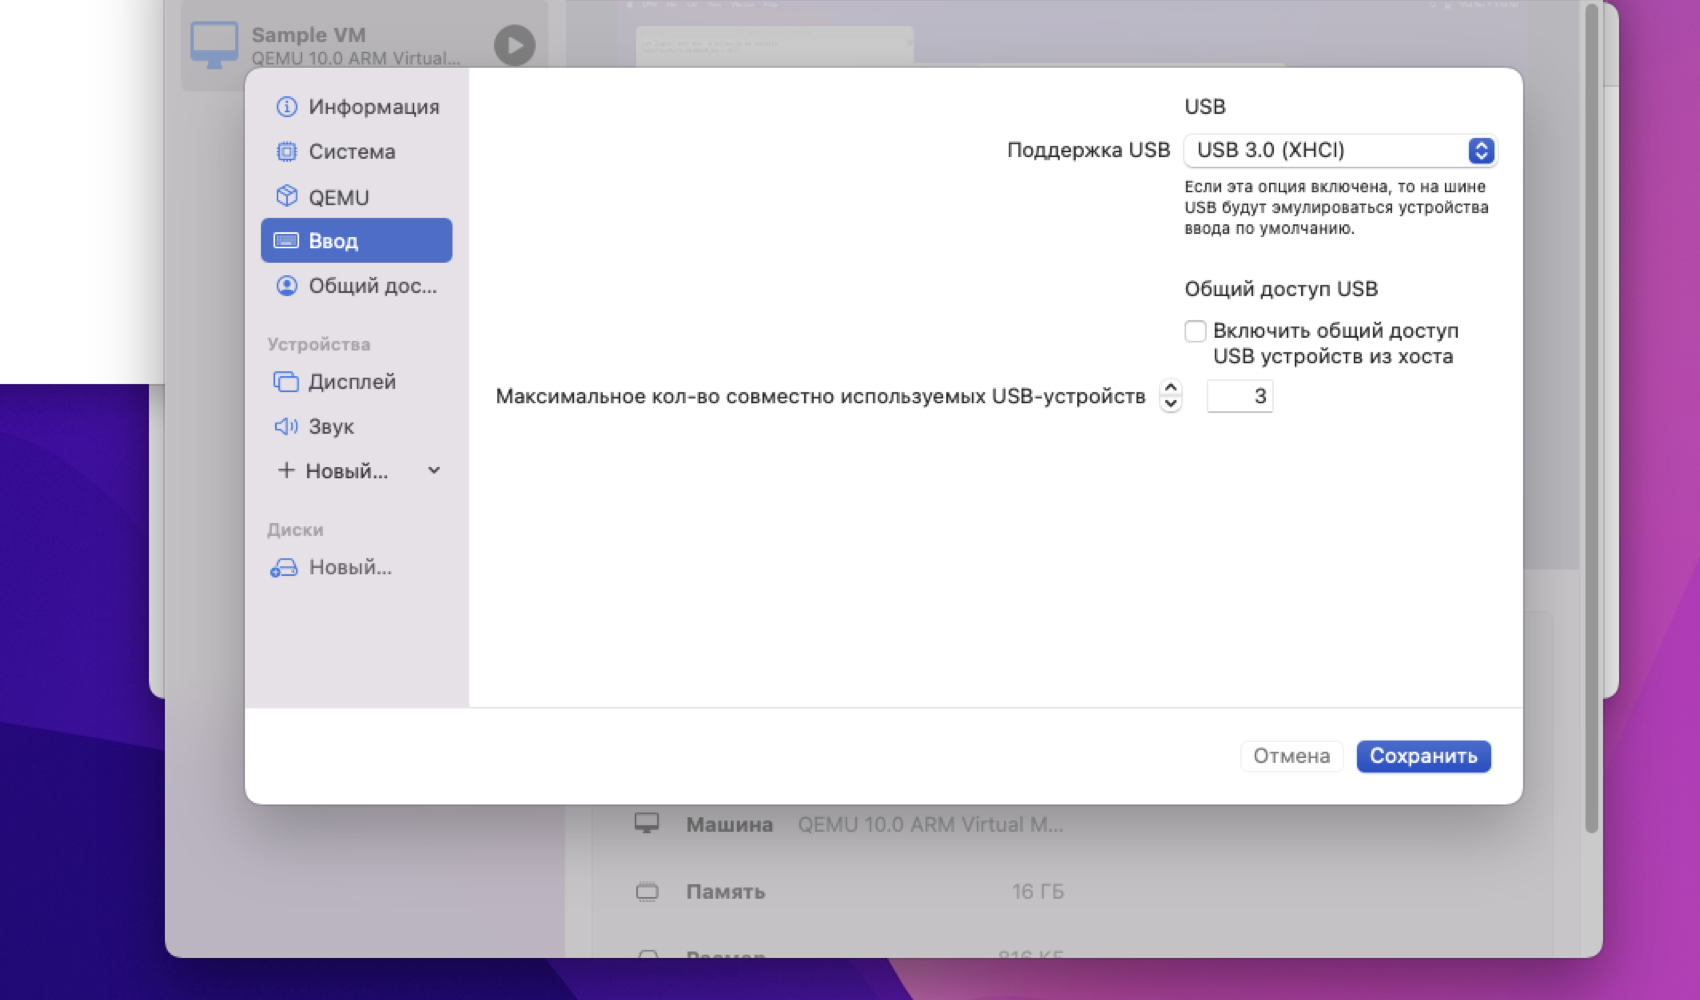 Sample VM
QEMU 10.0 ARM Virtual...
Информация
Система
QEMU
Ввод
Общий дос...
Устройства
Дисплей
Звук
Новый...
Диски
Новый...
USB
Поддержка USB
USB 3.0 (XHCI)
Если эта опция включена, то на шине
USB будут эмулироваться устройства
ввода по умолчанию.
Общий доступ USB
Включить общий доступ
USB устройств из хоста
Максимальное кол-во совместно используемых USB-устройств
3
Отмена
Сохранить
Машина QEMU 10.0 ARM Virtual M...
Память 16 ГБ
Размер 816 КБ